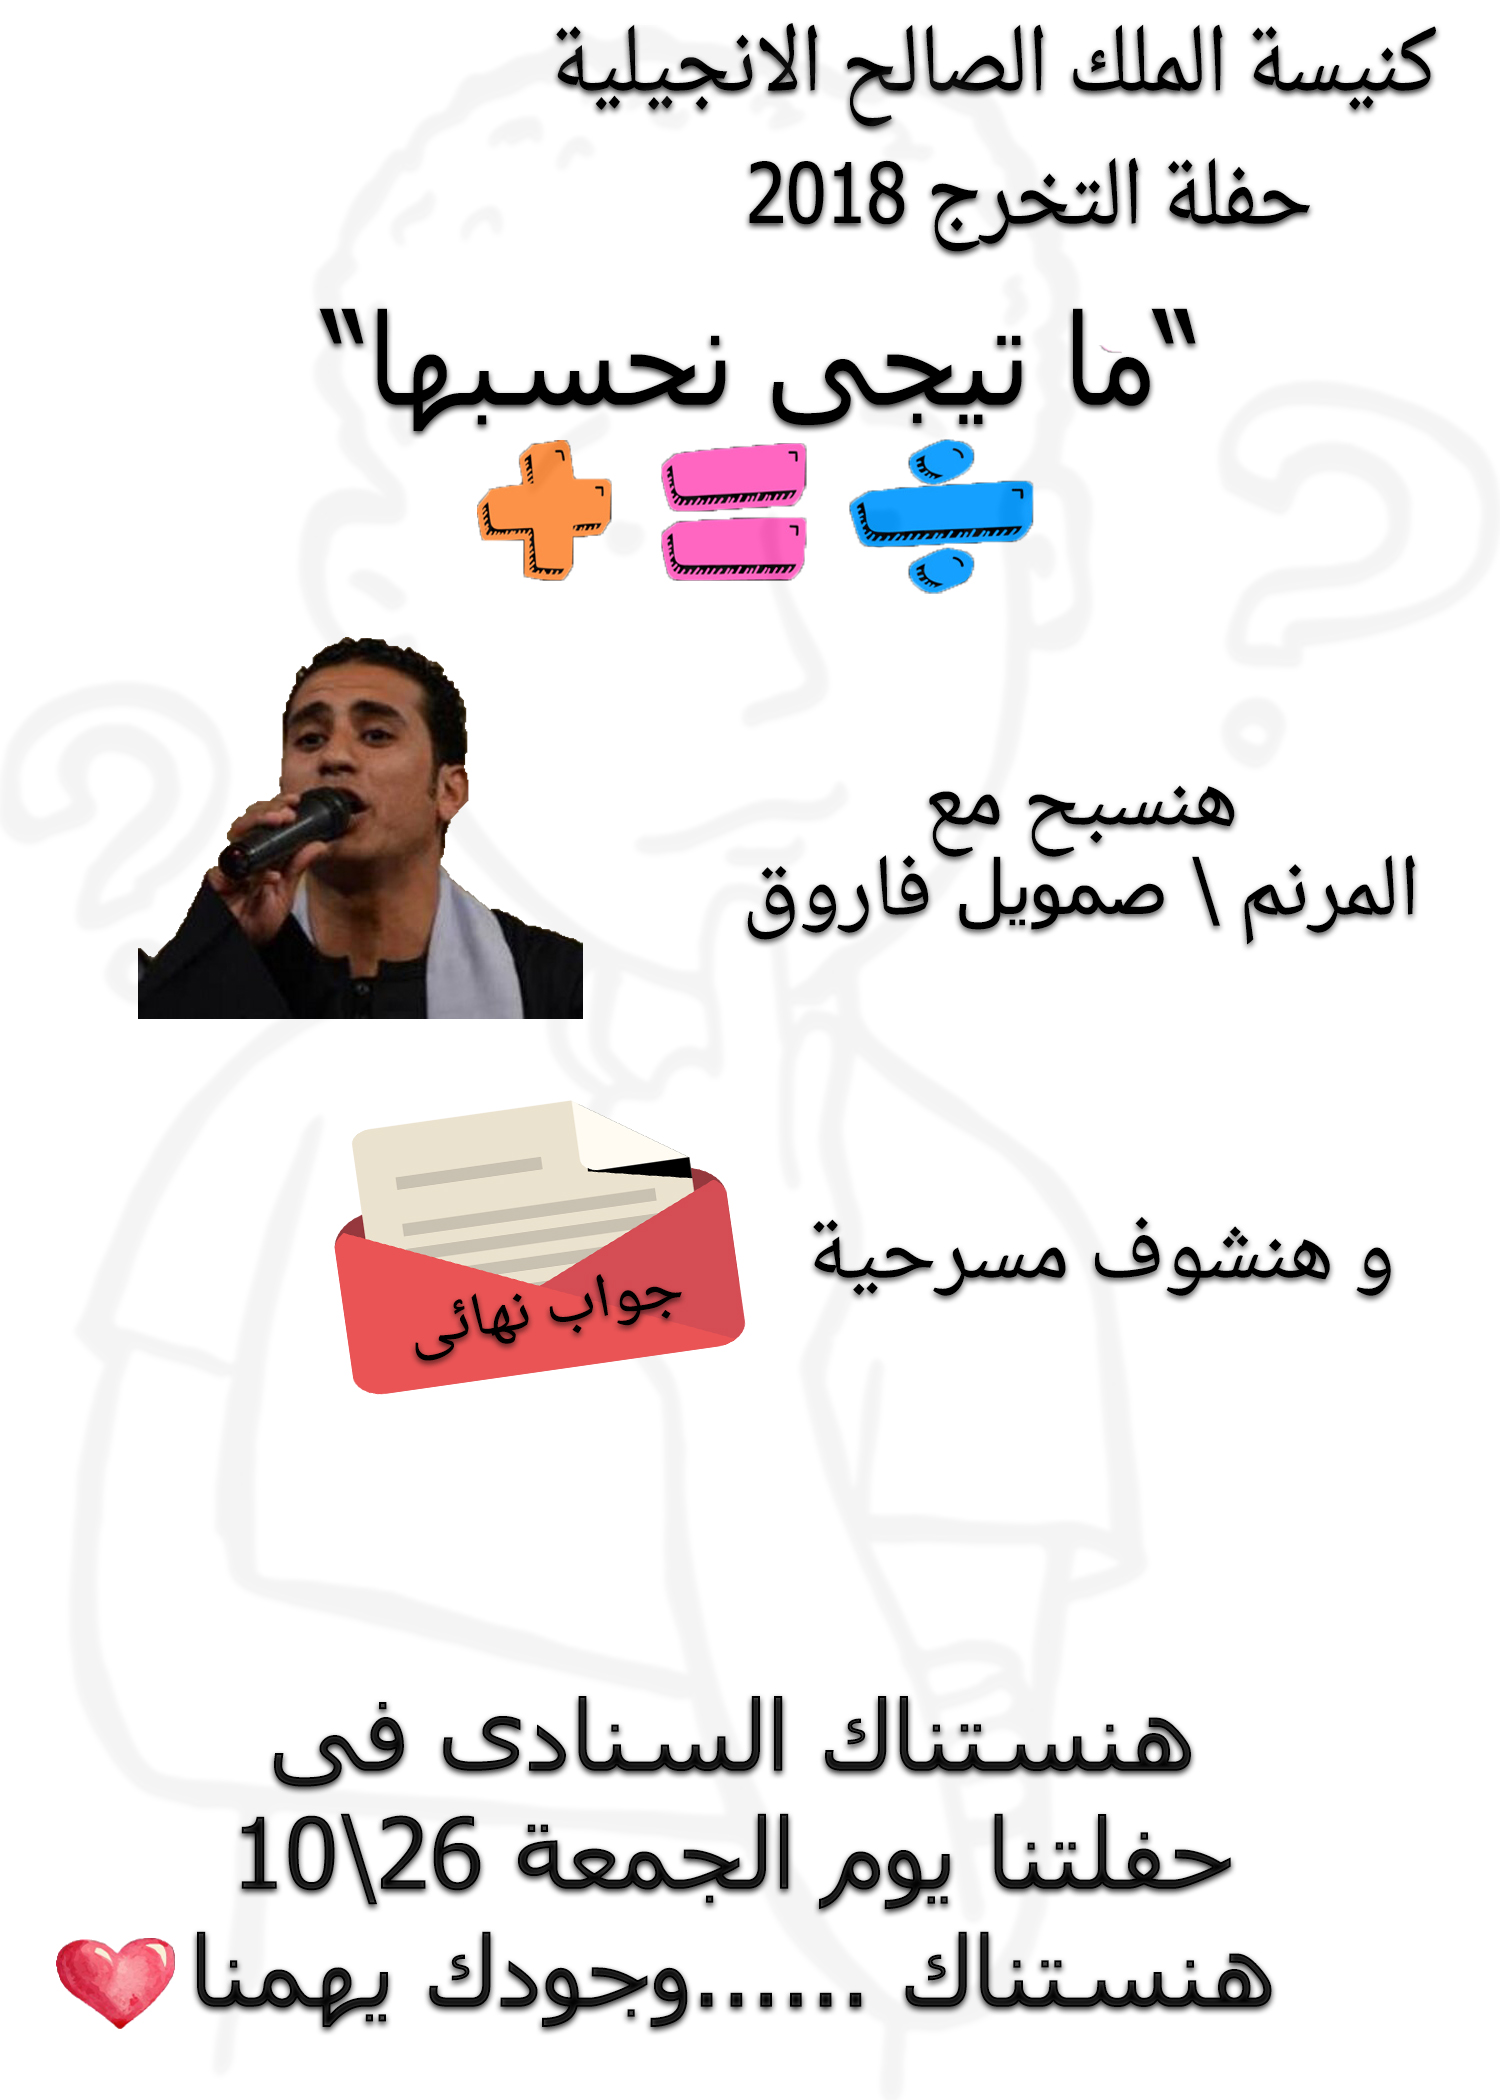 كنيسة الملك الصالح الانجيلية
حفلة التخرج 2018
"ما تيجى نحسبها"
هنسبح مع
المرنم \ صمويل فاروق
و هنشوف مسرحية
جواب نهائى
هنستناك السنادى فى
حفلتنا يوم الجمعة 26\10
هنستناك ......وجودك يهمنا